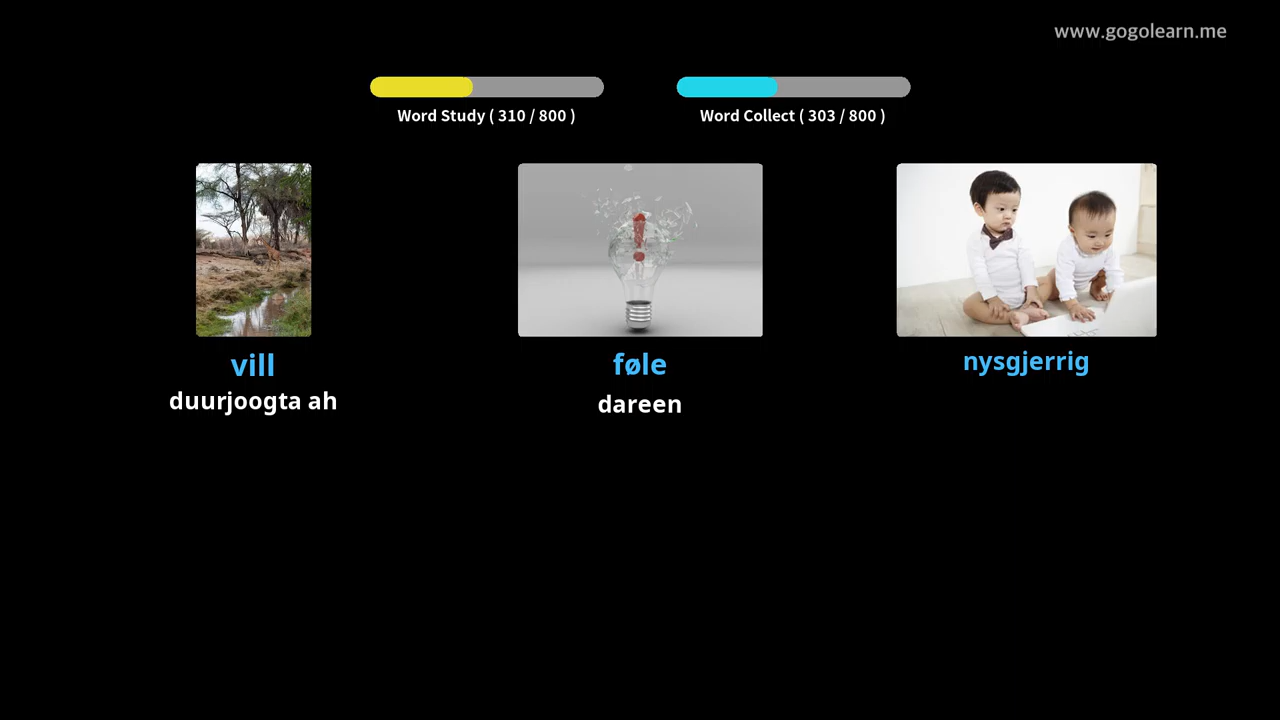 www.gogolearn.me
Word Study ( 310 / 800 )
Word Collect ( 303 / 800 )
vill
duurjoogta ah
føle
dareen
nysgjerrig